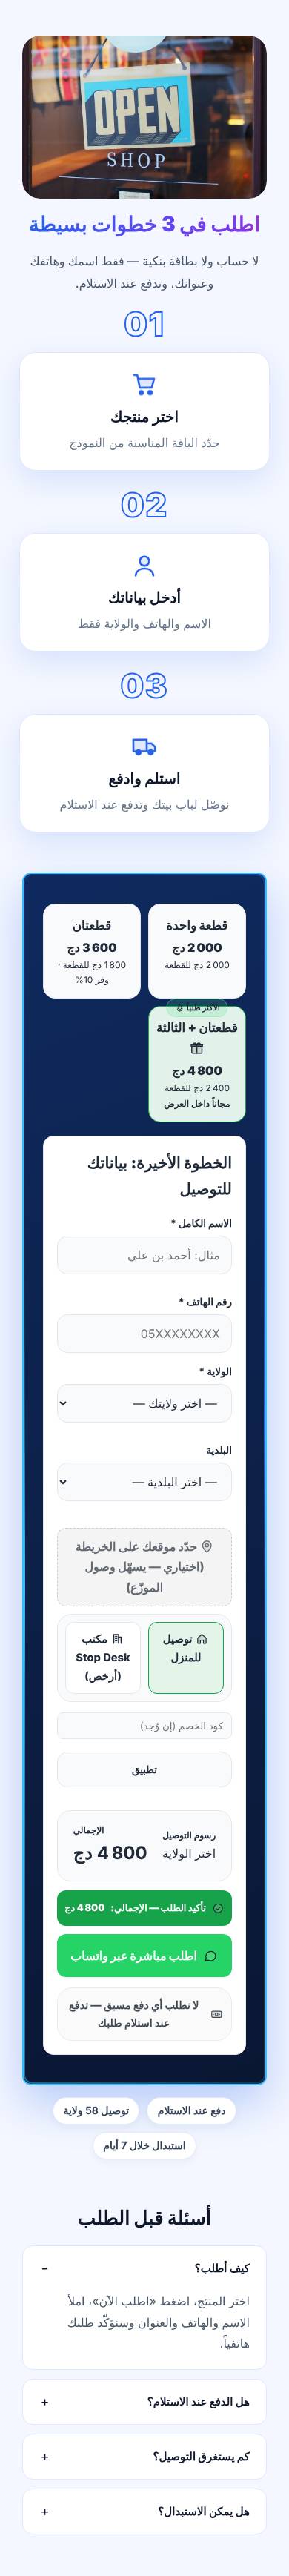 OPEN
SHOP
اطلب في 3 خطوات بسيطة
لا حساب ولا بطاقة بنكية — فقط اسمك وهاتفك
وعنوانك، وتدفع عند الاستلام.
01
اختر منتجك
حدّد الباقة المناسبة من النموذج
02
أدخل بياناتك
الاسم والهاتف والولاية فقط
03
استلم وادفع
نوصّل لباب بيتك وتدفع عند الاستلام
قطعة واحدة
2 000 دج
2 000 دج للقطعة
قطعتان
3 600 دج
1 800 دج للقطعة ·
وفر 10%
الأكثر طلبًا
قطعتان + الثالثة
4 800 دج
2 400 دج للقطعة
مجاناً داخل العرض
الخطوة الأخيرة: بياناتك
للتوصيل
الاسم الكامل *
مثال: أحمد بن علي
رقم الهاتف *
05XXXXXXXX
الولاية *
— اختر ولايتك —
البلدية
— اختر البلدية —
حدّد موقعك على الخريطة
(اختياري — يسهّل وصول
الموزّع)
توصيل
للمنزل
مكتب
Stop Desk
(أرخص)
كود الخصم (إن وُجد)
تطبيق
رسوم التوصيل
اختر الولاية
الإجمالي
4 800 دج
تأكيد الطلب — الإجمالي: 4 800 دج
اطلب مباشرة عبر واتساب
لا نطلب أي دفع مسبق — تدفع
عند استلام طلبك
دفع عند الاستلام
توصيل 58 ولاية
استبدال خلال 7 أيام
أسئلة قبل الطلب
كيف أطلب؟ −
اختر المنتج، اضغط «اطلب الآن»، املأ
الاسم والهاتف والعنوان وسنؤكّد طلبك
هاتفياً.
هل الدفع عند الاستلام؟ +
كم يستغرق التوصيل؟ +
هل يمكن الاستبدال؟ +